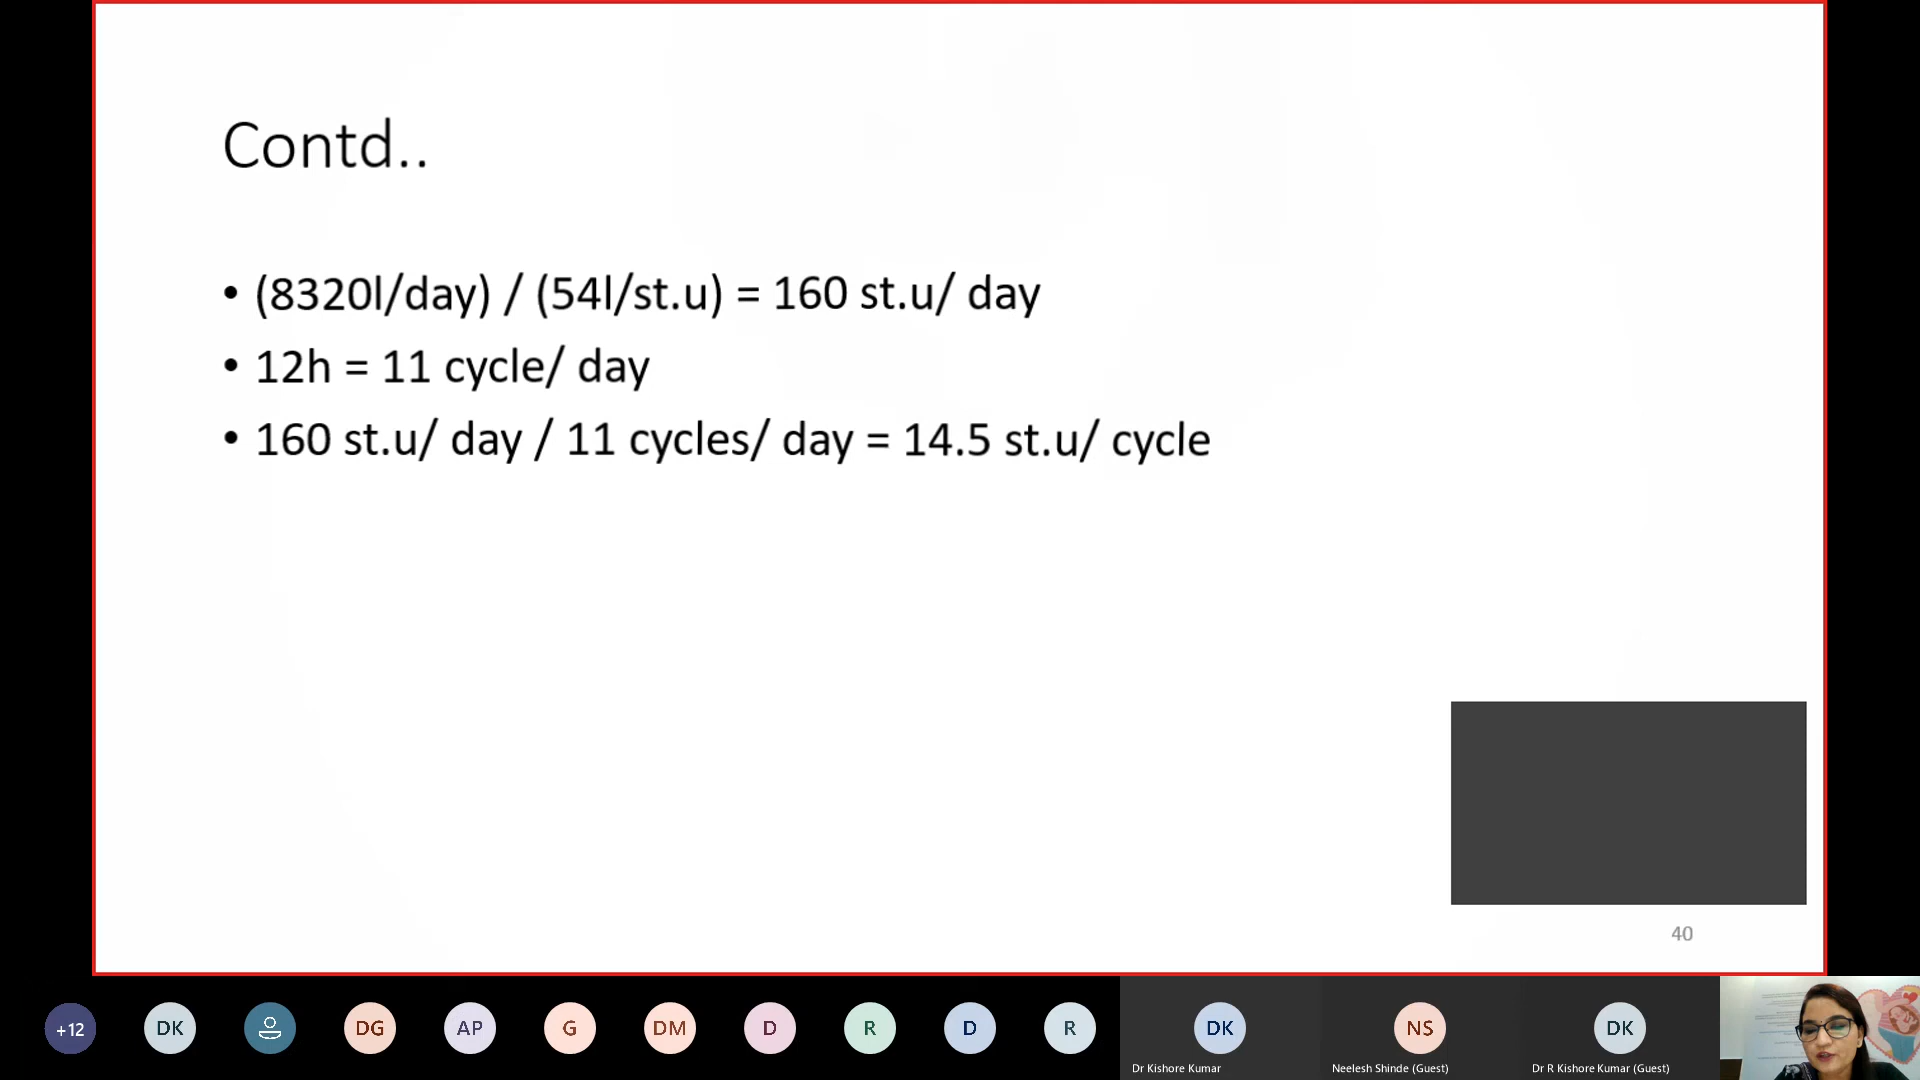 Contd..
• (8320l/day) / (54l/st.u) = 160 st.u/ day
• 12h = 11 cycle/ day
• 160 st.u/ day / 11 cycles/ day = 14.5 st.u/ cycle
40
+12
DK
DG
AP
G
DM
D
R
D
R
DK
NS
DK
Dr Kishore Kumar
Neelesh Shinde (Guest)
Dr R Kishore Kumar (Guest)